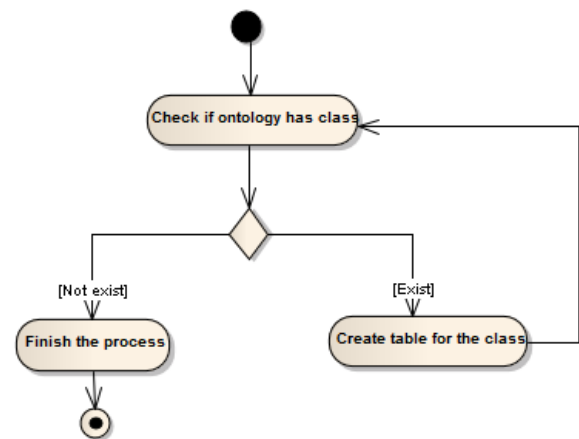 Check if ontology has class
[Not exist]
[Exist]
Finish the process
Create table for the class